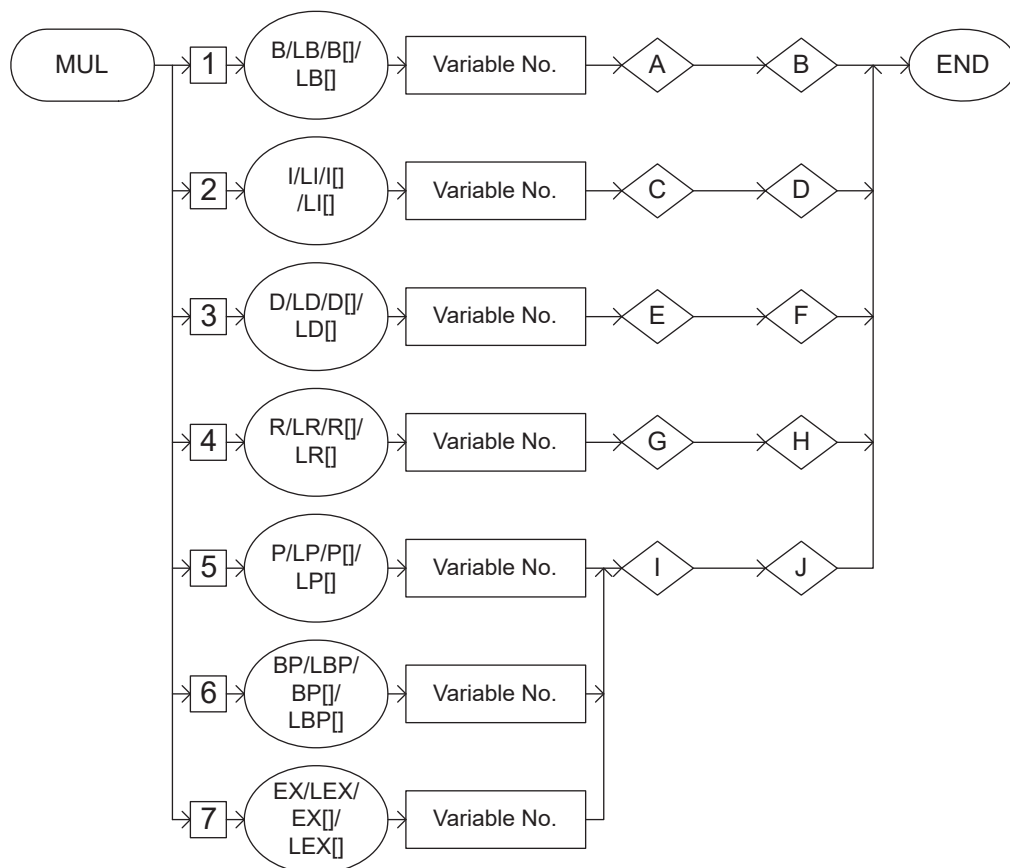 MUL
1
B/LB/B[]/
LB[]
Variable No.
A
B
END
2
I/LI/I[]
/LI[]
Variable No.
C
D
3
D/LD/D[]/
LD[]
Variable No.
E
F
4
R/LR/R[]/
LR[]
Variable No.
G
H
5
P/LP/P[]/
LP[]
Variable No.
I
J
6
BP/LBP/
BP[]/
LBP[]
Variable No.
7
EX/LEX/
EX[]/
LEX[]
Variable No.